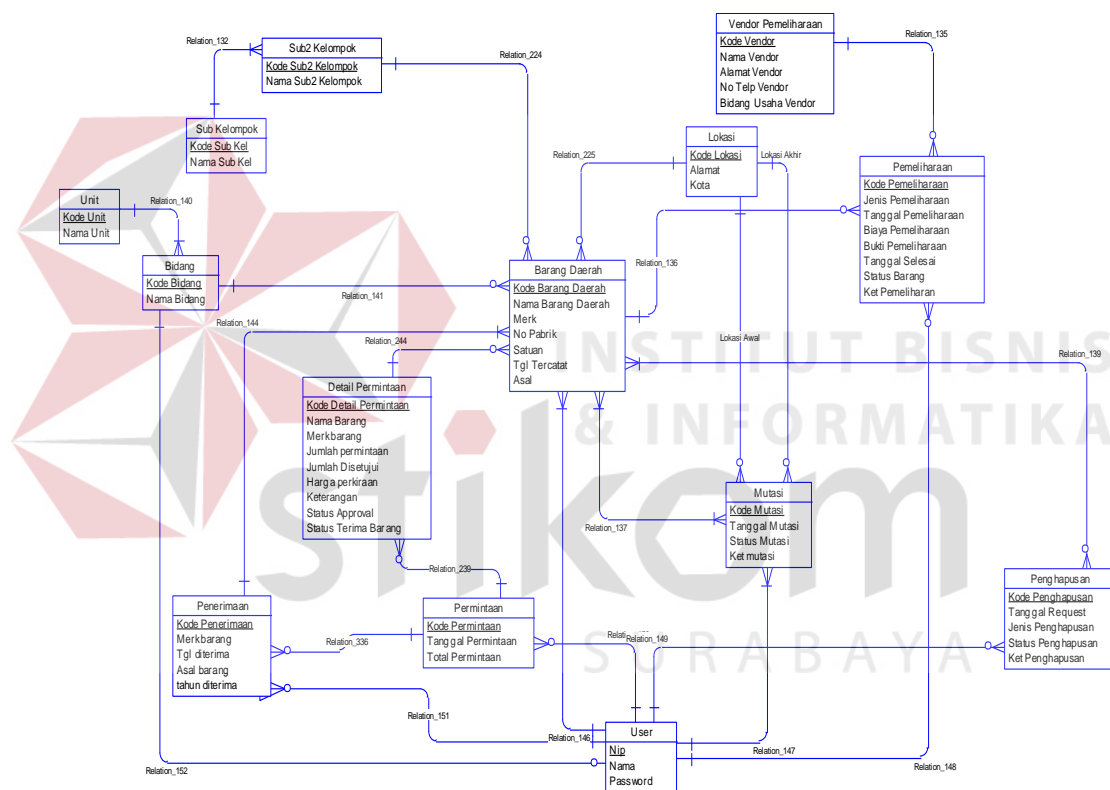 Vendor Pemeliharaan
Kode Vendor
Nama Vendor
Alamat Vendor
No Telp Vendor
Bidang Usaha Vendor
Relation_135
Relation_132
Sub2 Kelompok
Kode Sub2 Kelompok
Nama Sub2 Kelompok
Relation_224
Sub Kelompok
Kode Sub Kel
Nama Sub Kel
Lokasi
Kode Lokasi
Alamat
Kota
Relation_225
Lokasi Akhir
Pemeliharaan
Kode Pemeliharaan
Jenis Pemeliharaan
Tanggal Pemeliharaan
Biaya Pemeliharaan
Bukti Pemeliharaan
Tanggal Selesai
Status Barang
Ket Pemeliharan
Unit
Kode Unit
Nama Unit
Relation_140
Bidang
Kode Bidang
Nama Bidang
Relation_141
Relation_136
Barang Daerah
Kode Barang Daerah
Nama Barang Daerah
Merk
No Pabrik
Satuan
Tgl Tercatat
Asal
Relation_144
Relation_244
Lokasi Awal
Relation_139
INSTITUT BISNIS
& INFORMATIKA
stikom
SURABAYA
Detail Permintaan
Kode Detail Permintaan
Nama Barang
Merkbarang
Jumlah permintaan
Jumlah Disetujui
Harga perkiraan
Keterangan
Status Approval
Status Terima Barang
Relation_137
Mutasi
Kode Mutasi
Tanggal Mutasi
Status Mutasi
Ket mutasi
Relation_239
Penghapusan
Kode Penghapusan
Tanggal Request
Jenis Penghapusan
Status Penghapusan
Ket Penghapusan
Penerimaan
Kode Penerimaan
Merkbarang
Tgl diterima
Asal barang
tahun diterima
Relation_336
Permintaan
Kode Permintaan
Tanggal Permintaan
Total Permintaan
Relation_149
Relation_151
Relation_146
User
Nip
Nama
Password
Relation_147
Relation_148
Relation_152